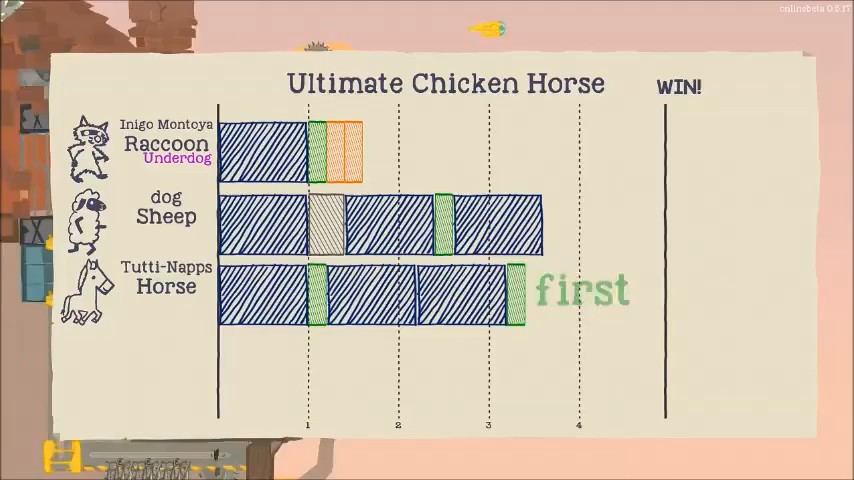 onlinebeta 0.6.17
Ultimate Chicken Horse
WIN!
Inigo Montoya
Raccoon
Underdog
dog
Sheep
Tutti-Napps
Horse
first
1 2 3 4